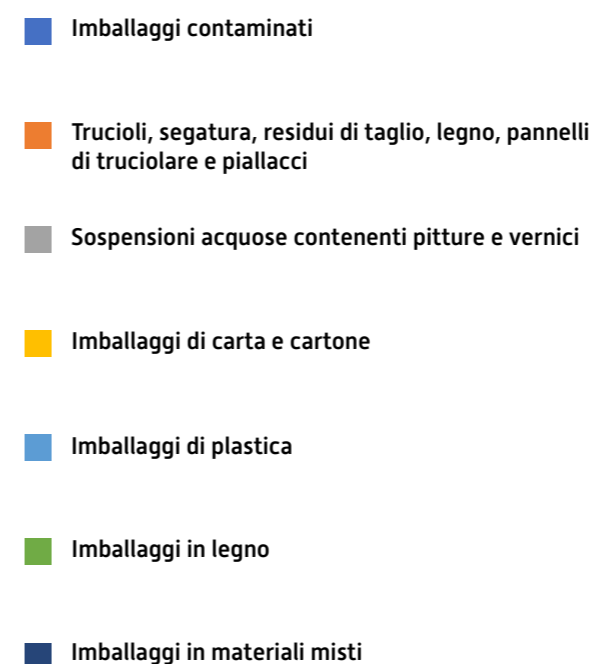 Imballaggi contaminati
Trucioli, segatura, residui di taglio, legno, pannelli
di truciolare e piallacci
Sospensioni acquose contenenti pitture e vernici
Imballaggi di carta e cartone
Imballaggi di plastica
Imballaggi in legno
Imballaggi in materiali misti